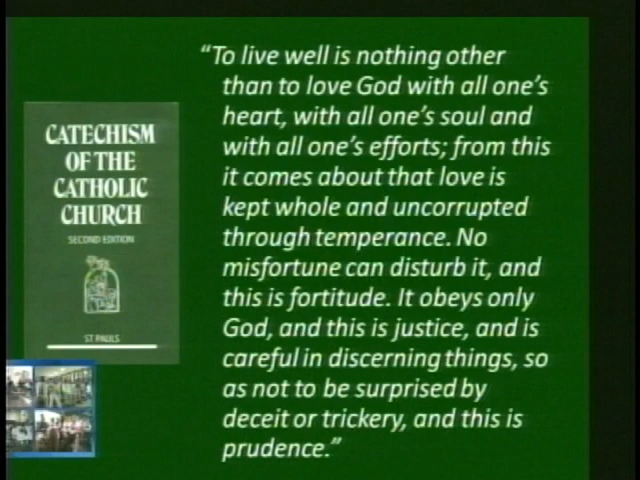 CATECHISM
OF THE
CATHOLIC
CHURCH
SECOND EDITION
ST PAULS
“To live well is nothing other
than to love God with all one’s
heart, with all one’s soul and
with all one’s efforts; from this
it comes about that love is
kept whole and uncorrupted
through temperance. No
misfortune can disturb it, and
this is fortitude. It obeys only
God, and this is justice, and is
careful in discerning things, so
as not to be surprised by
deceit or trickery, and this is
prudence.”